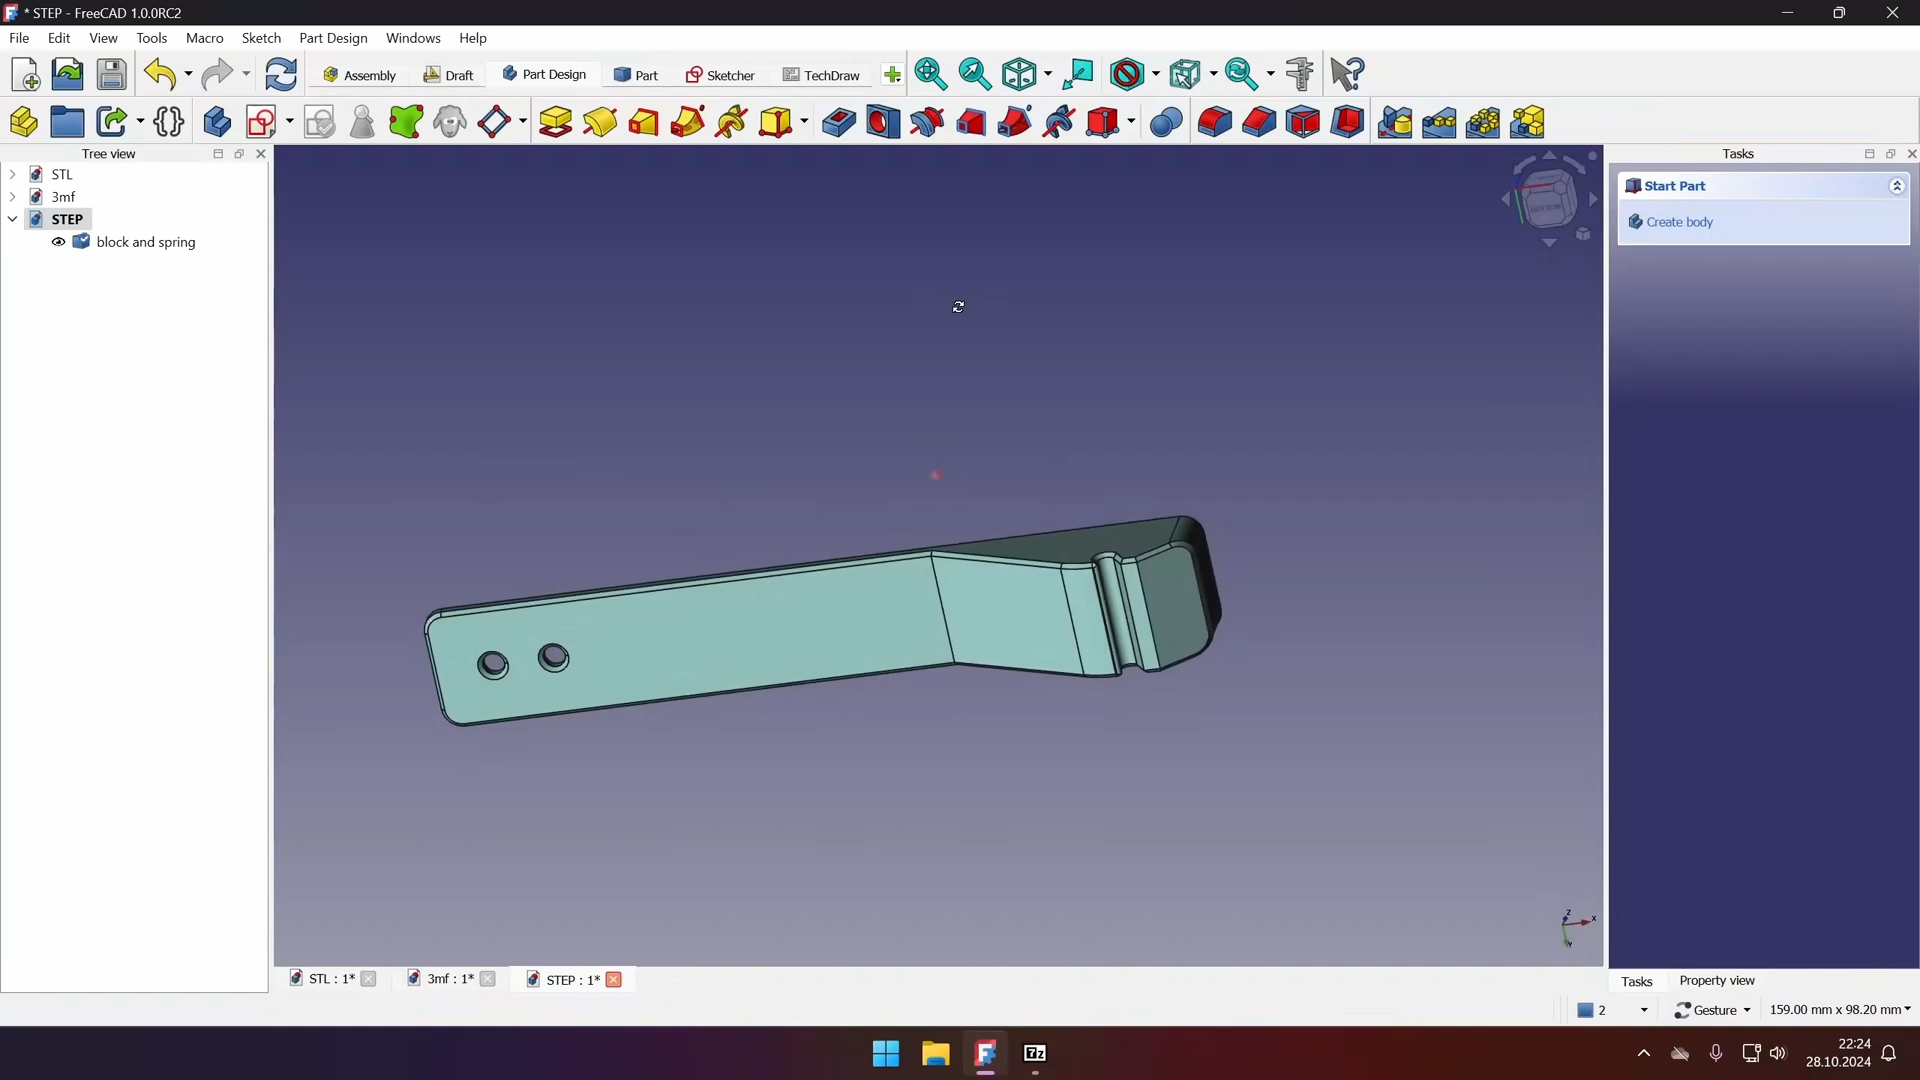 * STEP - FreeCAD 1.0.0RC2
File Edit View Tools Macro Sketch Part Design Windows Help
Assembly Draft Part Design Part Sketcher TechDraw
Tree view
Tasks
STL
3mf
STEP
block and spring
Start Part
Create body
Z
X
Y
STL : 1* 3mf : 1* STEP : 1*
Tasks Property view
2 Gesture 159.00 mm x 98.20 mm
7z
22:24
28.10.2024